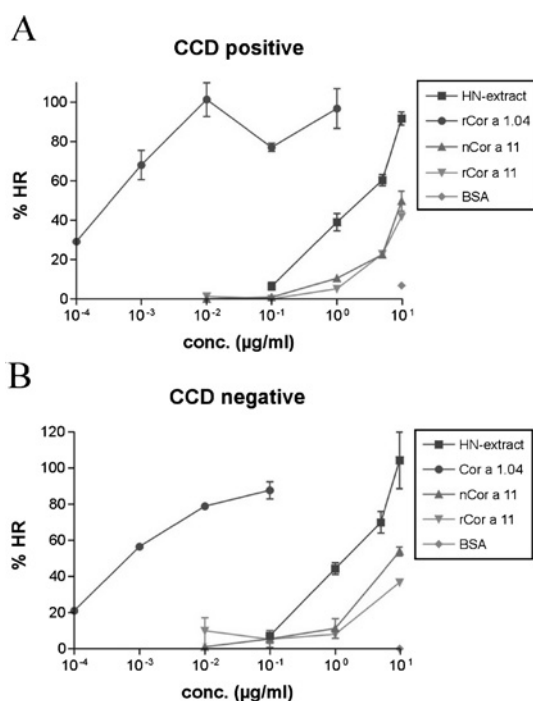 A
CCD positive
% HR
100
80
60
40
20
0
10⁻⁴ 10⁻³ 10⁻² 10⁻¹ 10⁰ 10¹
conc. (µg/ml)
HN-extract
rCor a 1.04
nCor a 11
rCor a 11
BSA
B
CCD negative
% HR
120
100
80
60
40
20
0
10⁻⁴ 10⁻³ 10⁻² 10⁻¹ 10⁰ 10¹
conc. (µg/ml)
HN-extract
Cor a 1.04
nCor a 11
rCor a 11
BSA